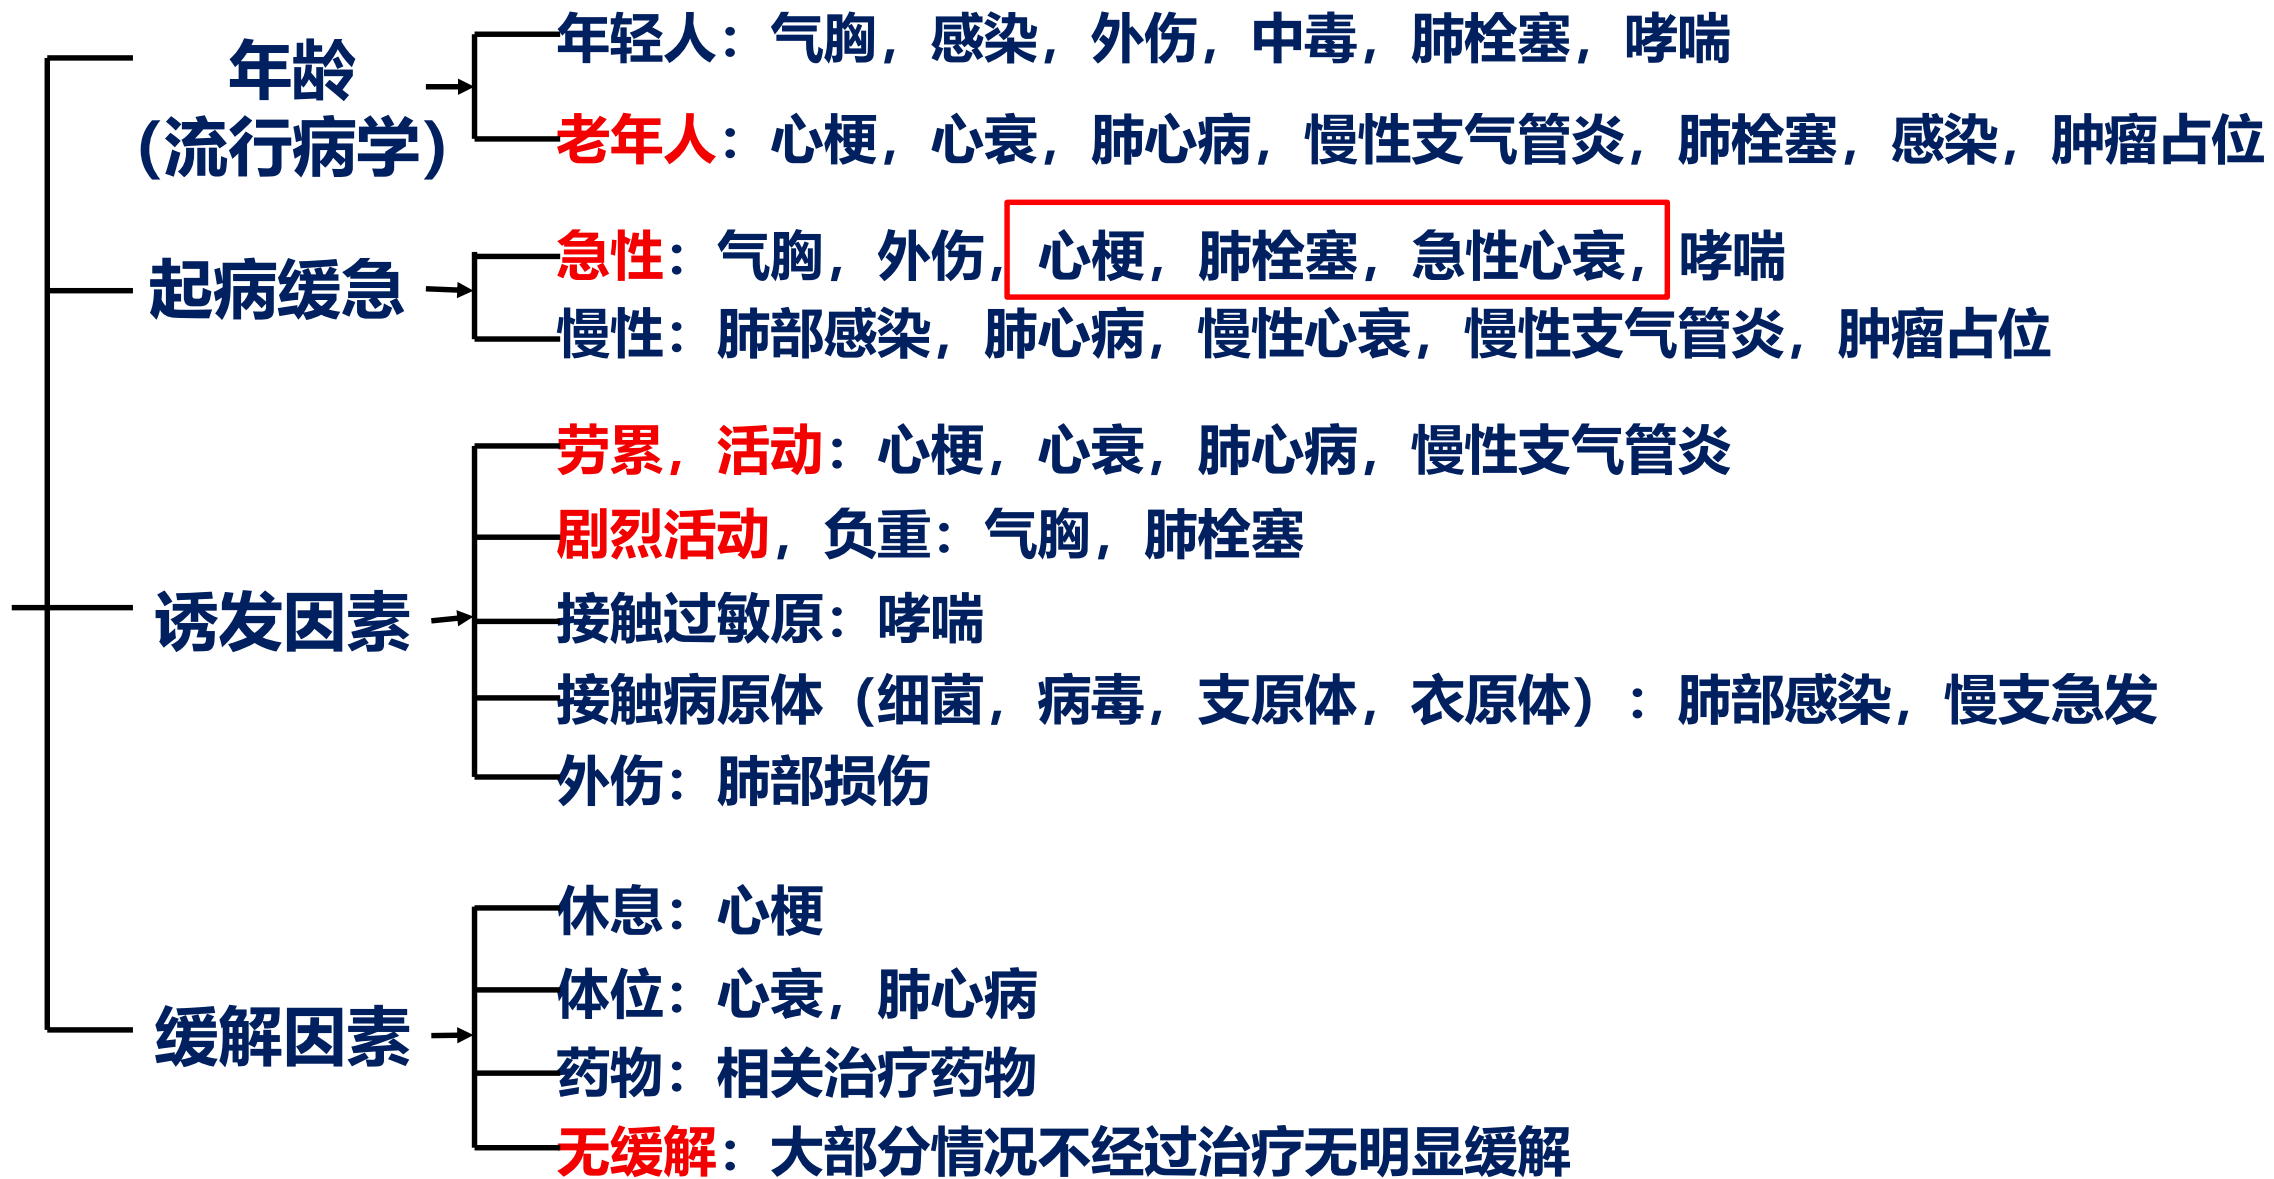 年龄
(流行病学)
年轻人：气胸，感染，外伤，中毒，肺栓塞，哮喘
老年人：心梗，心衰，肺心病，慢性支气管炎，肺栓塞，感染，肿瘤占位
起病缓急
急性：气胸，外伤，心梗，肺栓塞，急性心衰，哮喘
慢性：肺部感染，肺心病，慢性心衰，慢性支气管炎，肿瘤占位
诱发因素
劳累，活动：心梗，心衰，肺心病，慢性支气管炎
剧烈活动，负重：气胸，肺栓塞
接触过敏原：哮喘
接触病原体（细菌，病毒，支原体，衣原体）：肺部感染，慢支急发
外伤：肺部损伤
缓解因素
休息：心梗
体位：心衰，肺心病
药物：相关治疗药物
无缓解：大部分情况不经过治疗无明显缓解